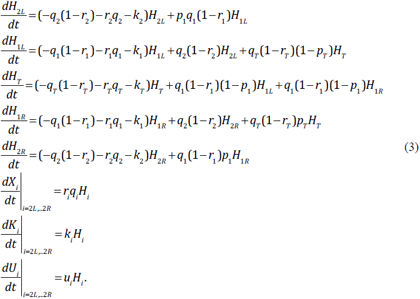 dH_{2L}/dt = (-q_2(1-r_2)-r_2q_2-k_2)H_{2L} + p_1q_1(1-r_1)H_{1L}
dH_{1L}/dt = (-q_1(1-r_1)-r_1q_1-k_1)H_{1L} + q_2(1-r_2)H_{2L} + q_T(1-r_T)(1-p_T)H_T
dH_T/dt = (-q_T(1-r_T)-r_Tq_T-k_T)H_T + q_1(1-r_1)(1-p_1)H_{1L} + q_1(1-r_1)(1-p_1)H_{1R}
dH_{1R}/dt = (-q_1(1-r_1)-r_1q_1-k_1)H_{1R} + q_2(1-r_2)H_{2R} + q_T(1-r_T)p_TH_T
dH_{2R}/dt = (-q_2(1-r_2)-r_2q_2-k_2)H_{2R} + q_1(1-r_1)p_1H_{1R} (3)
dX_i/dt|_{i=2L,..2R} = r_iq_iH_i
dK_i/dt|_{i=2L,..2R} = k_iH_i
dU_i/dt|_{i=2L,..2R} = u_iH_i.